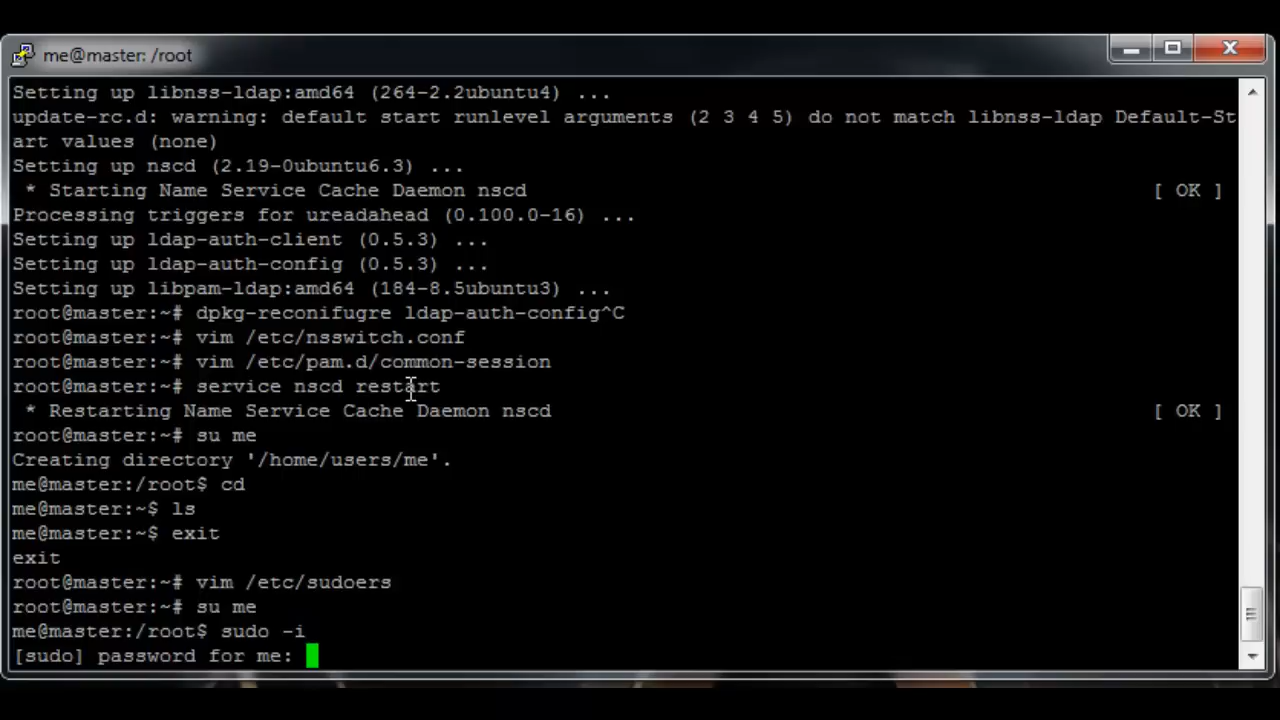 me@master: /root
Setting up libnss-ldap:amd64 (264-2.2ubuntu4) ...
update-rc.d: warning: default start runlevel arguments (2 3 4 5) do not match libnss-ldap Default-St
art values (none)
Setting up nscd (2.19-0ubuntu6.3) ...
 * Starting Name Service Cache Daemon nscd [ OK ]
Processing triggers for ureadahead (0.100.0-16) ...
Setting up ldap-auth-client (0.5.3) ...
Setting up ldap-auth-config (0.5.3) ...
Setting up libpam-ldap:amd64 (184-8.5ubuntu3) ...
root@master:~# dpkg-reconifugre ldap-auth-config^C
root@master:~# vim /etc/nsswitch.conf
root@master:~# vim /etc/pam.d/common-session
root@master:~# service nscd restart
 * Restarting Name Service Cache Daemon nscd [ OK ]
root@master:~# su me
Creating directory '/home/users/me'.
me@master:/root$ cd
me@master:~$ ls
me@master:~$ exit
exit
root@master:~# vim /etc/sudoers
root@master:~# su me
me@master:/root$ sudo -i
[sudo] password for me: